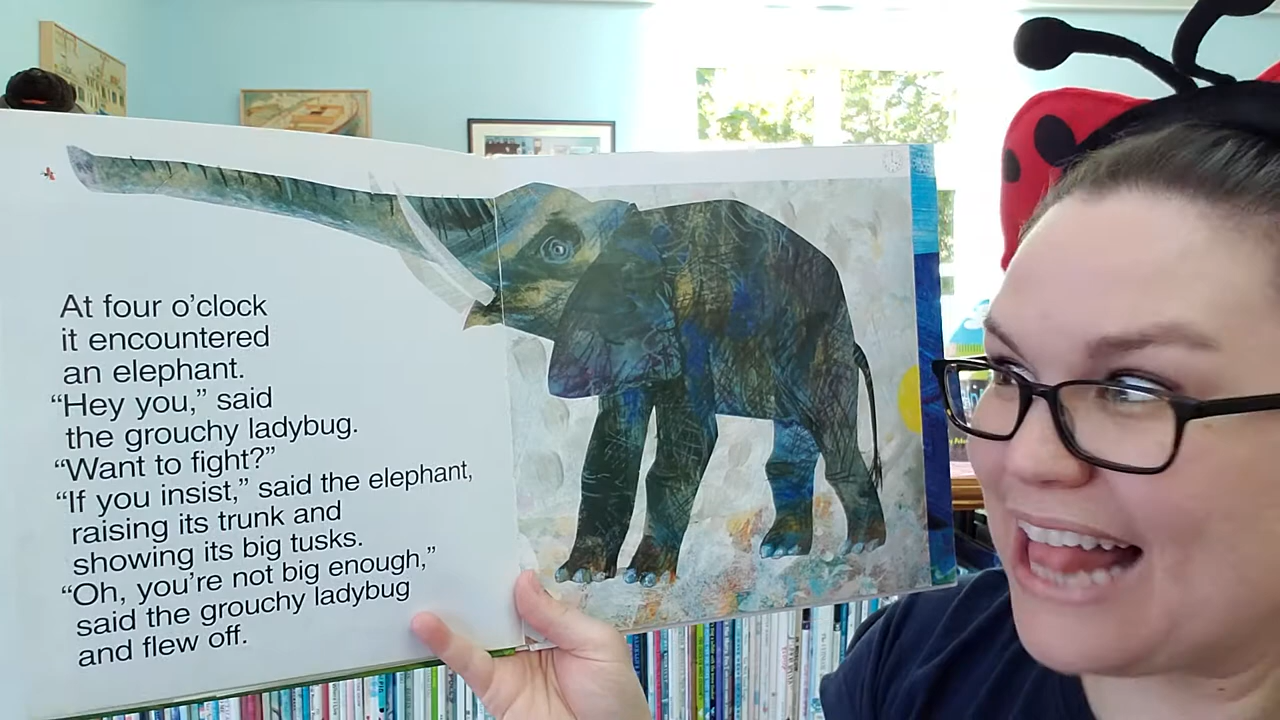 At four o’clock
it encountered
an elephant.
“Hey you,” said
the grouchy ladybug.
“Want to fight?”
“If you insist,” said the elephant,
raising its trunk and
showing its big tusks.
“Oh, you’re not big enough,”
said the grouchy ladybug
and flew off.